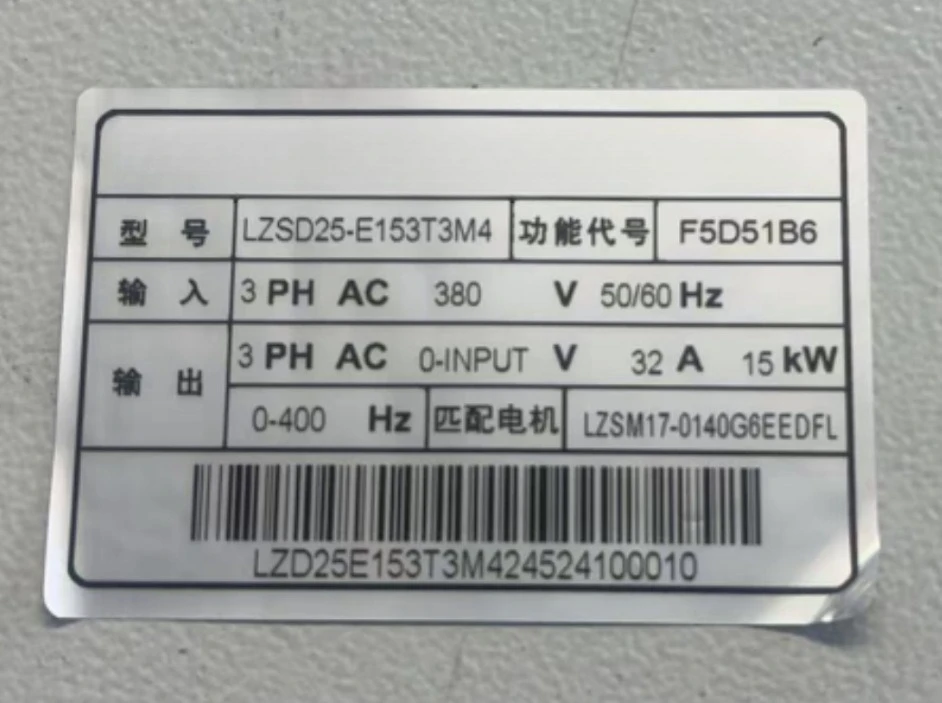 型 号 LZSD25-E153T3M4 功能代号 F5D51B6
输 入 3 PH AC 380 V 50/60 Hz
输 出 3 PH AC 0-INPUT V 32 A 15 kW
0-400 Hz 匹配电机 LZSM17-0140G6EEDFL
LZD25E153T3M424524100010